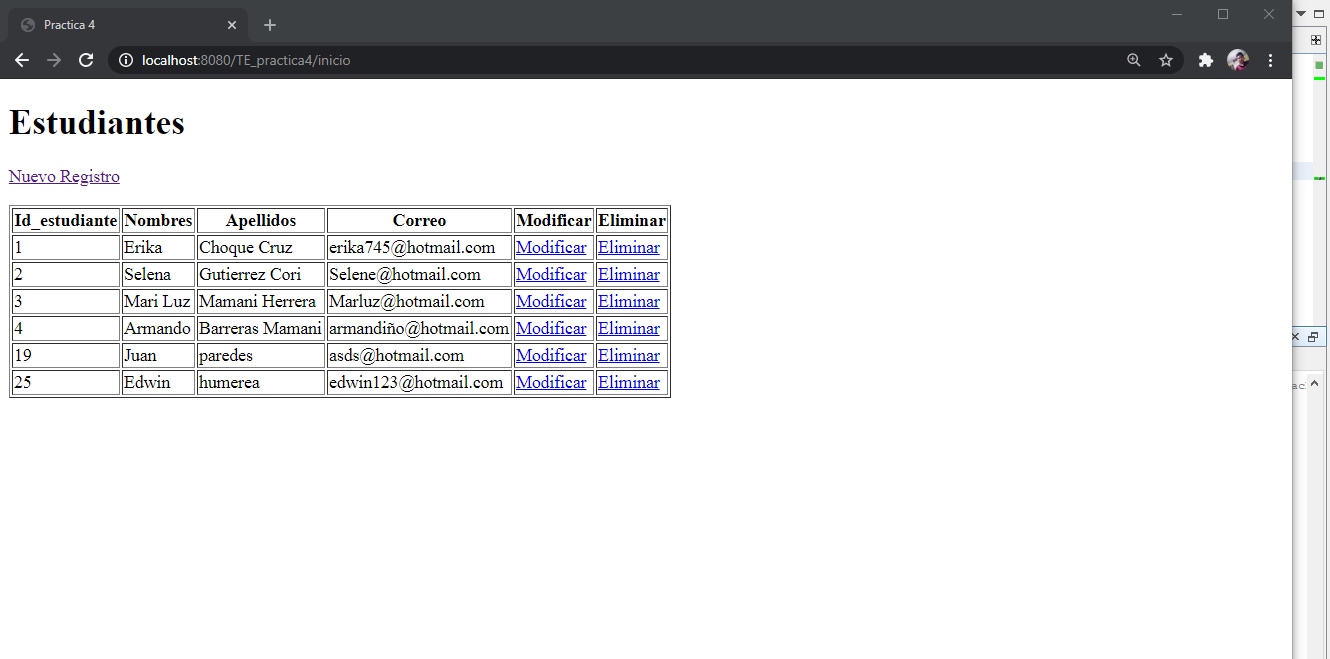 Practica 4
localhost:8080/TE_practica4/inicio
Estudiantes
Nuevo Registro
Id_estudiante Nombres Apellidos Correo Modificar Eliminar
1 Erika Choque Cruz erika745@hotmail.com Modificar Eliminar
2 Selena Gutierrez Cori Selene@hotmail.com Modificar Eliminar
3 Mari Luz Mamani Herrera Marluz@hotmail.com Modificar Eliminar
4 Armando Barreras Mamani armandiño@hotmail.com Modificar Eliminar
19 Juan paredes asds@hotmail.com Modificar Eliminar
25 Edwin humerea edwin123@hotmail.com Modificar Eliminar